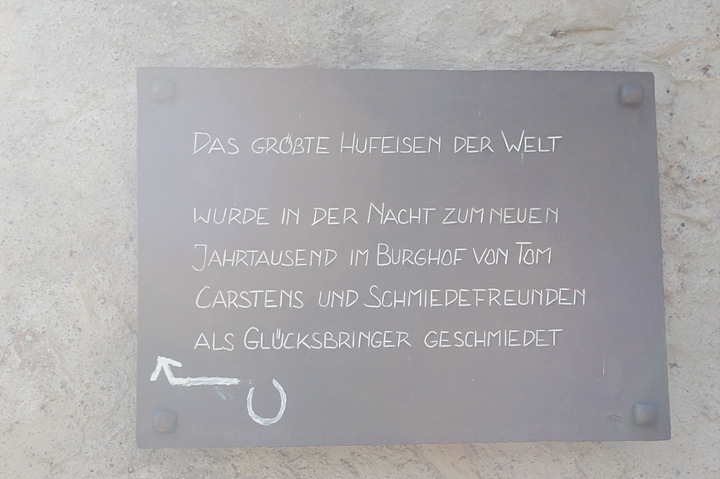 DAS GRÖßTE HUFEISEN DER WELT
WURDE IN DER NACHT ZUM NEUEN
JAHRTAUSEND IM BURGHOF VON TOM
CARSTENS UND SCHMIEDEFREUNDEN
ALS GLÜCKSBRINGER GESCHMIEDET